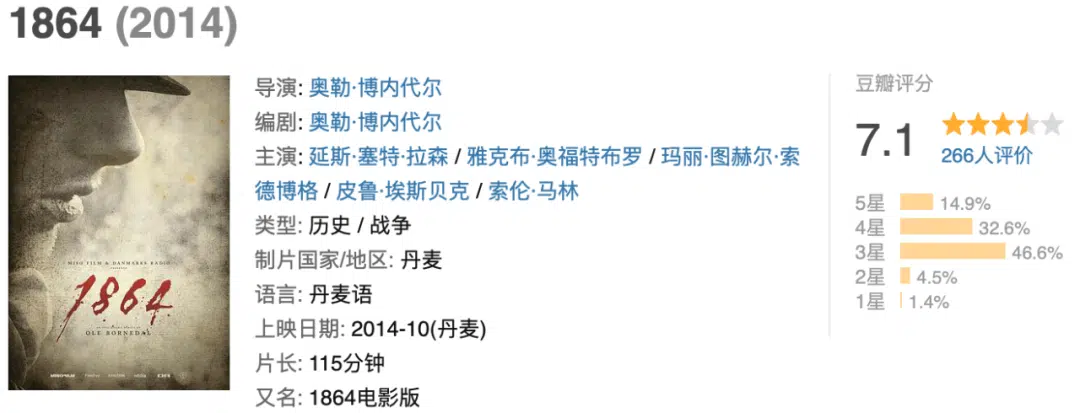 1864 (2014)
导演: 奥勒·博内代尔
编剧: 奥勒·博内代尔
主演: 延斯·塞特·拉森 / 雅克布·奥福特布罗 / 玛丽·图赫尔·索
德博格 / 皮鲁·埃斯贝克 / 索伦·马林
类型: 历史 / 战争
制片国家/地区: 丹麦
语言: 丹麦语
上映日期: 2014-10(丹麦)
片长: 115分钟
又名: 1864电影版
MISO FILM & DANMARKS RADIO
1864
OLE BORNEDAL
豆瓣评分
7.1
266人评价
5星 14.9%
4星 32.6%
3星 46.6%
2星 4.5%
1星 1.4%